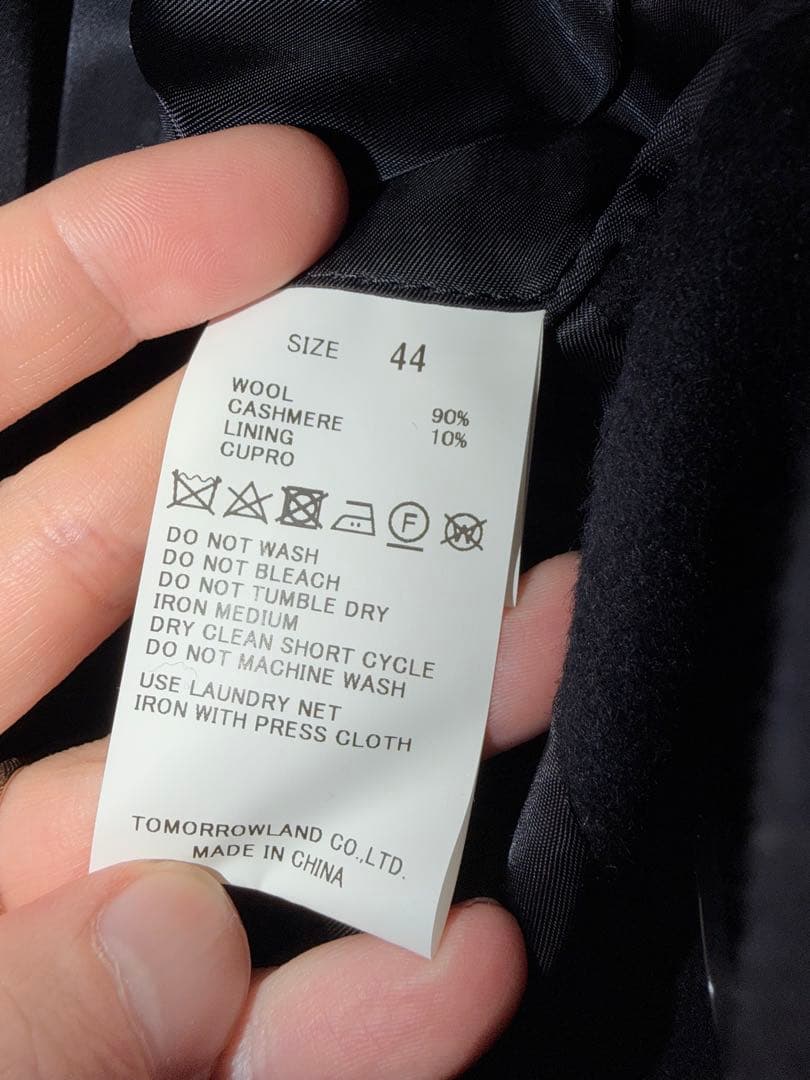 SIZE 44
WOOL 90%
CASHMERE 10%
LINING
CUPRO
F W
DO NOT WASH
DO NOT BLEACH
DO NOT TUMBLE DRY
IRON MEDIUM
DRY CLEAN SHORT CYCLE
DO NOT MACHINE WASH
USE LAUNDRY NET
IRON WITH PRESS CLOTH
TOMORROWLAND CO.,LTD.
MADE IN CHINA